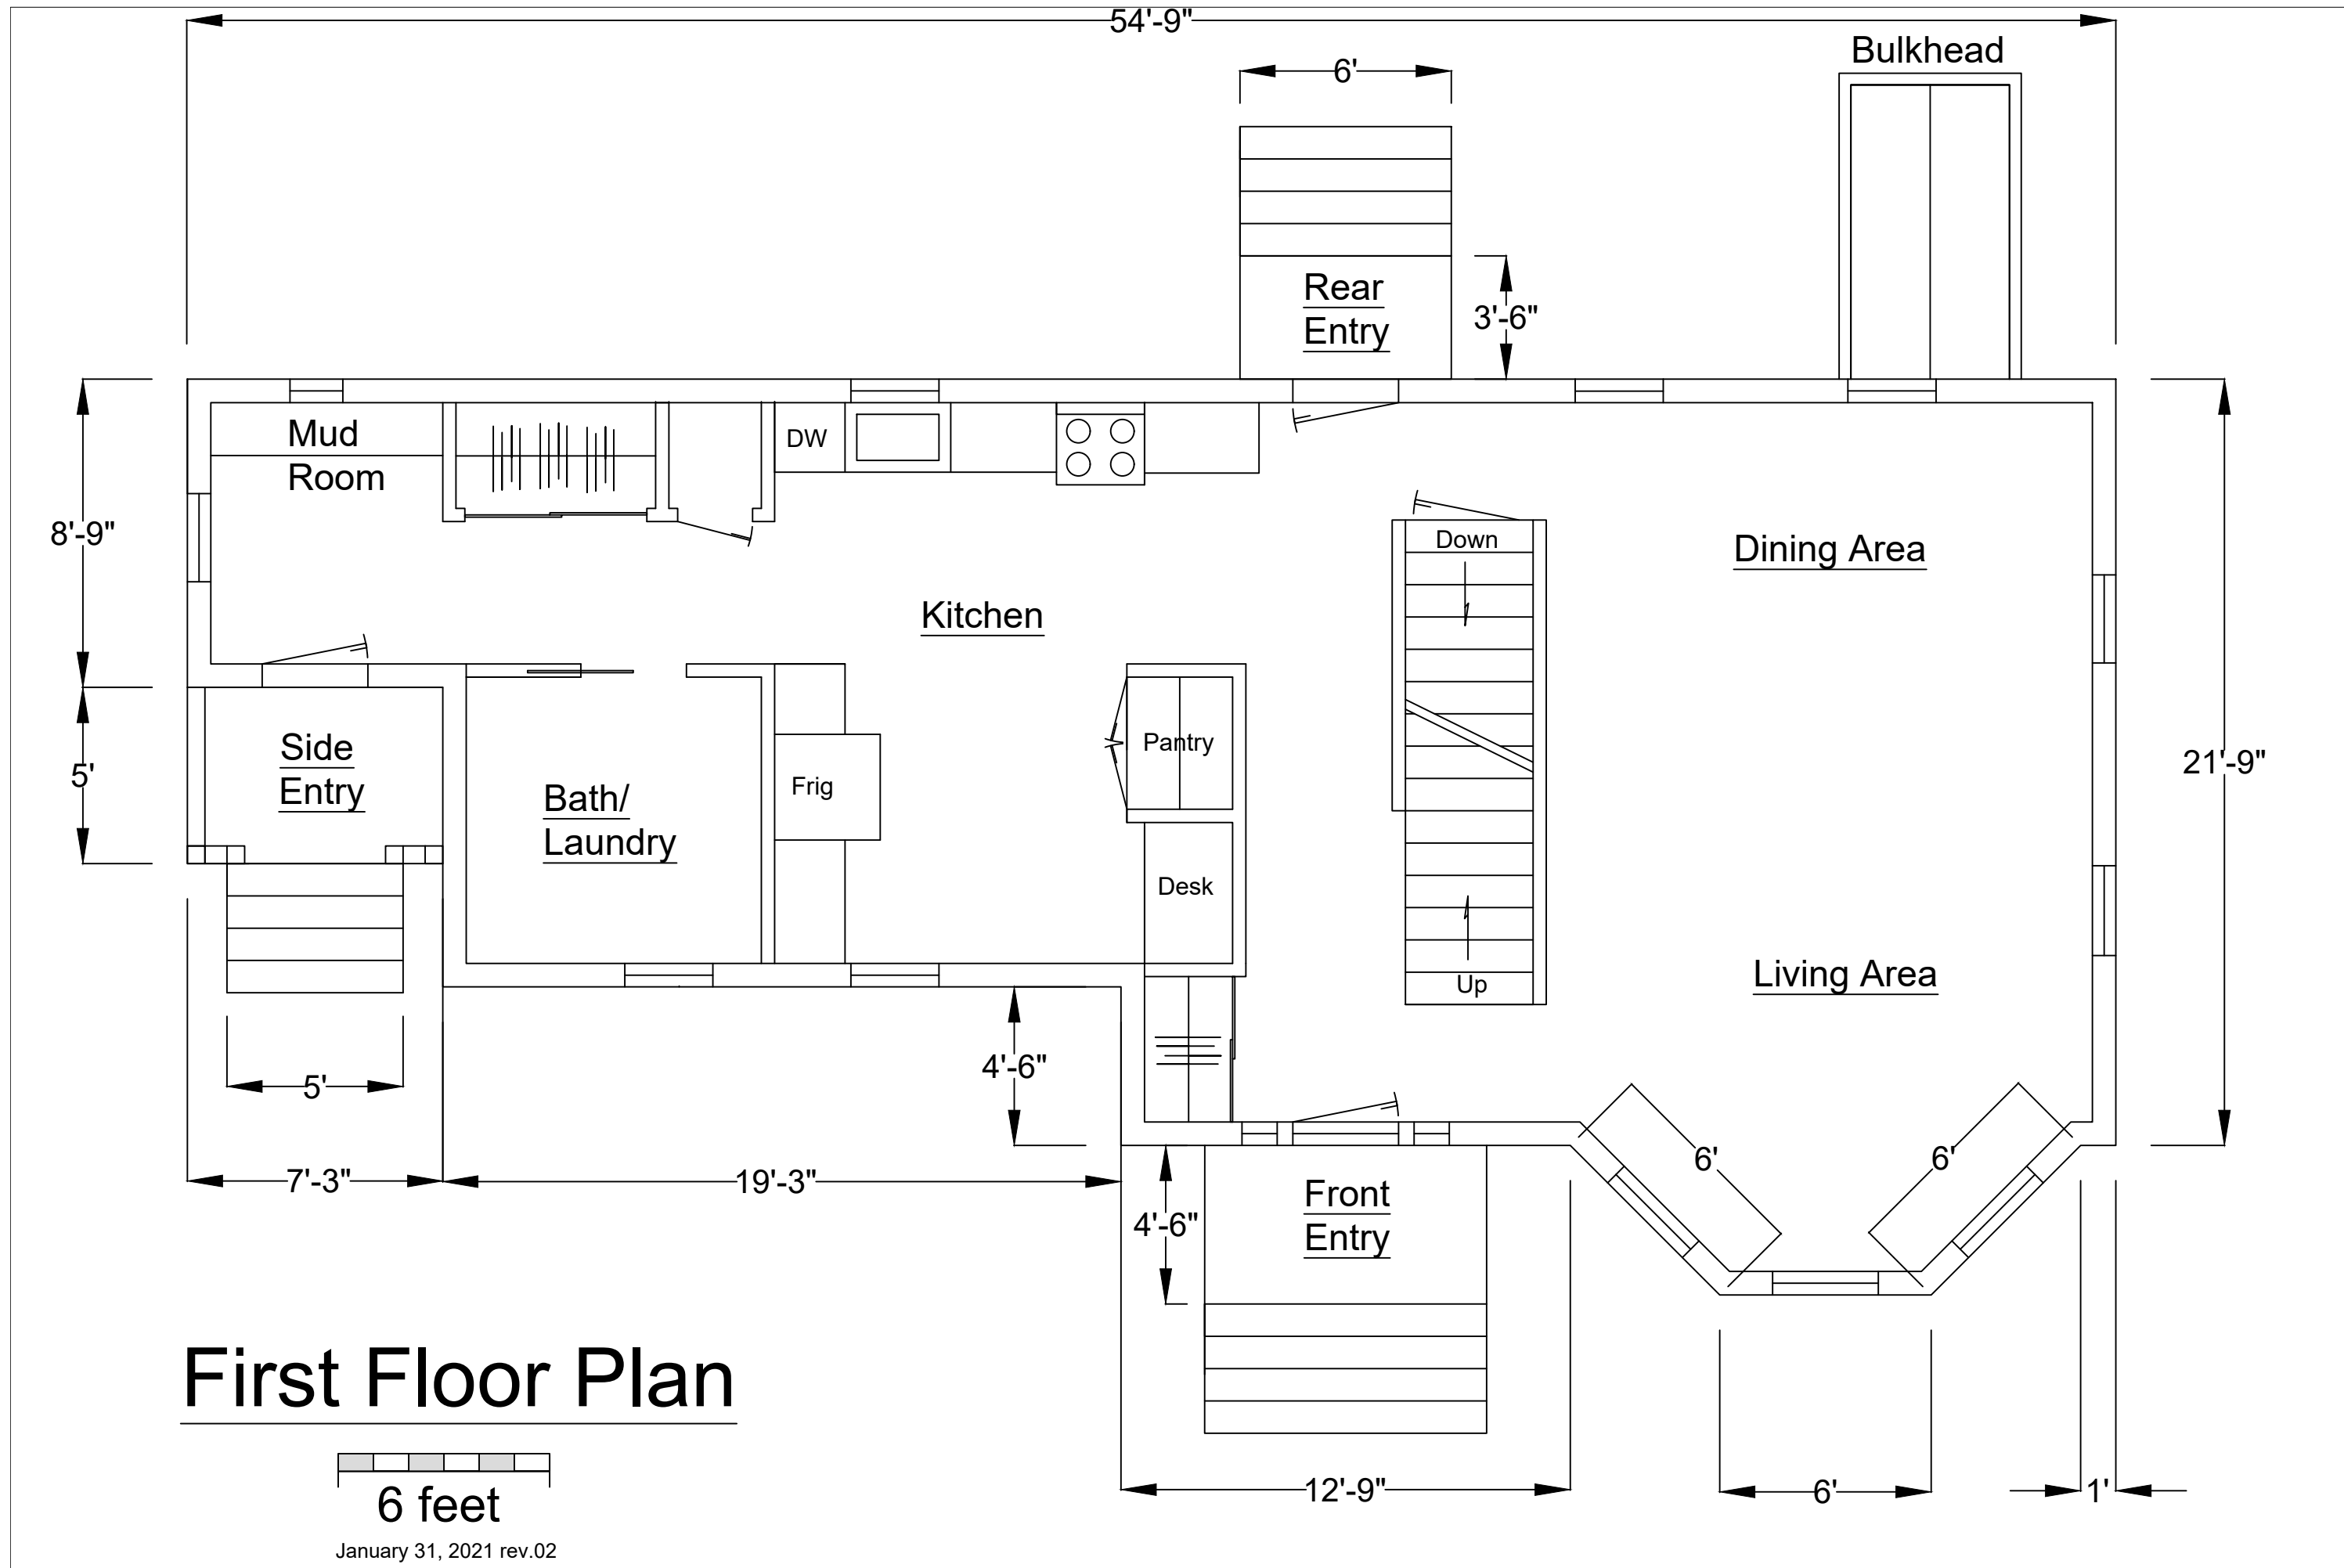 54'-9"
Bulkhead
6'
Rear
Entry
3'-6"
Mud
Room
DW
8'-9"
Down
Dining Area
Kitchen
Side
Entry
5'
Bath/
Laundry
Frig
Pantry
21'-9"
Desk
Up
Living Area
4'-6"
5'
7'-3"
19'-3"
Front
Entry
4'-6"
6'
6'
First Floor Plan
6 feet
January 31, 2021 rev.02
12'-9"
6'
1'